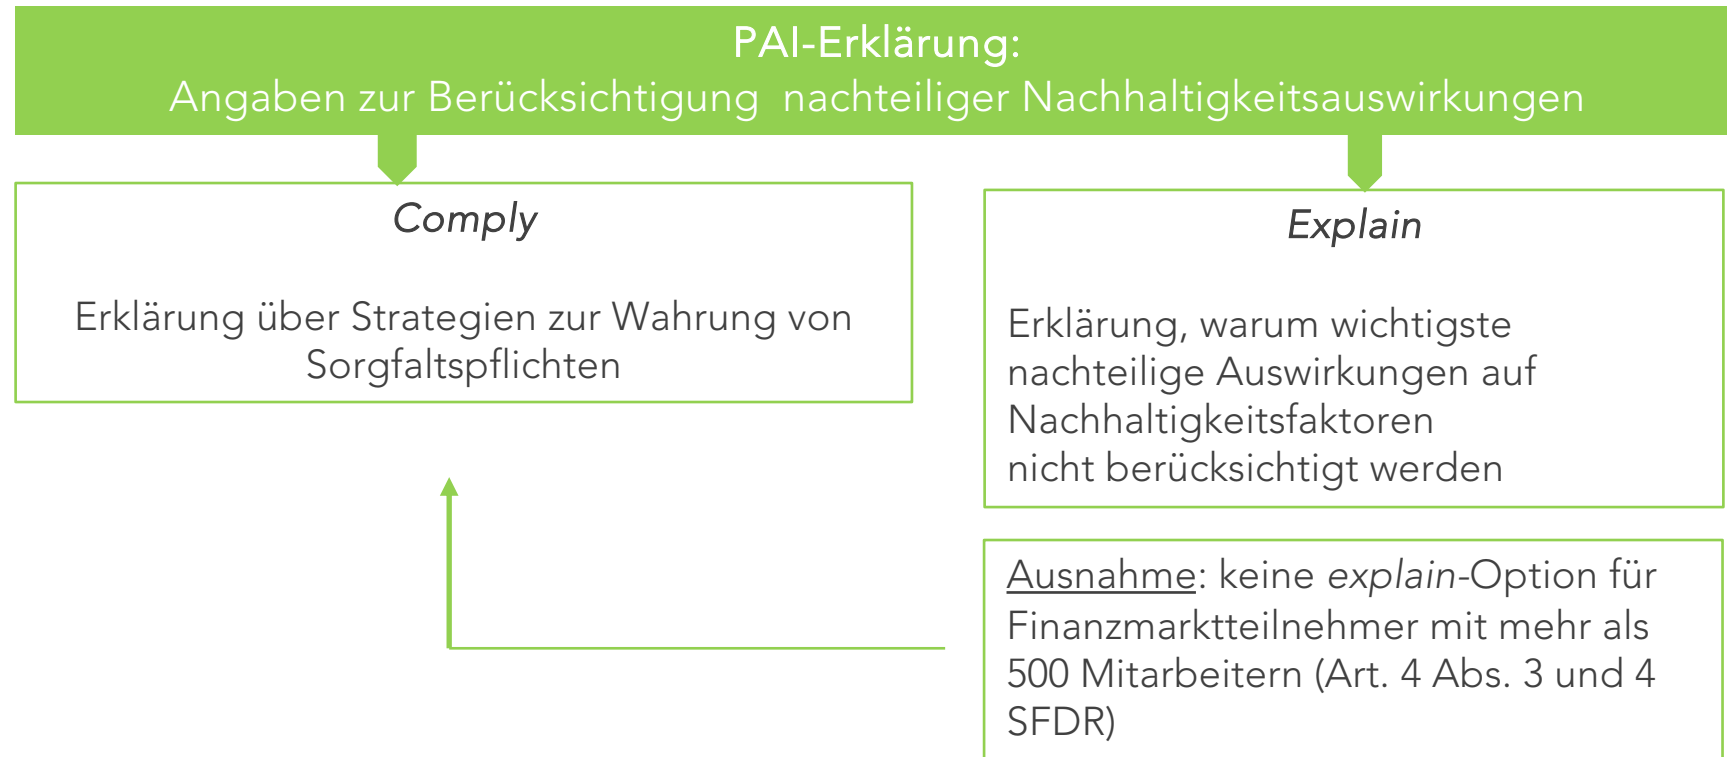 PAI-Erklärung:
Angaben zur Berücksichtigung nachteiliger Nachhaltigkeitsauswirkungen
Comply
Erklärung über Strategien zur Wahrung von
Sorgfaltspflichten
Explain
Erklärung, warum wichtigste
nachteilige Auswirkungen auf
Nachhaltigkeitsfaktoren
nicht berücksichtigt werden
Ausnahme: keine explain-Option für
Finanzmarktteilnehmer mit mehr als
500 Mitarbeitern (Art. 4 Abs. 3 und 4
SFDR)